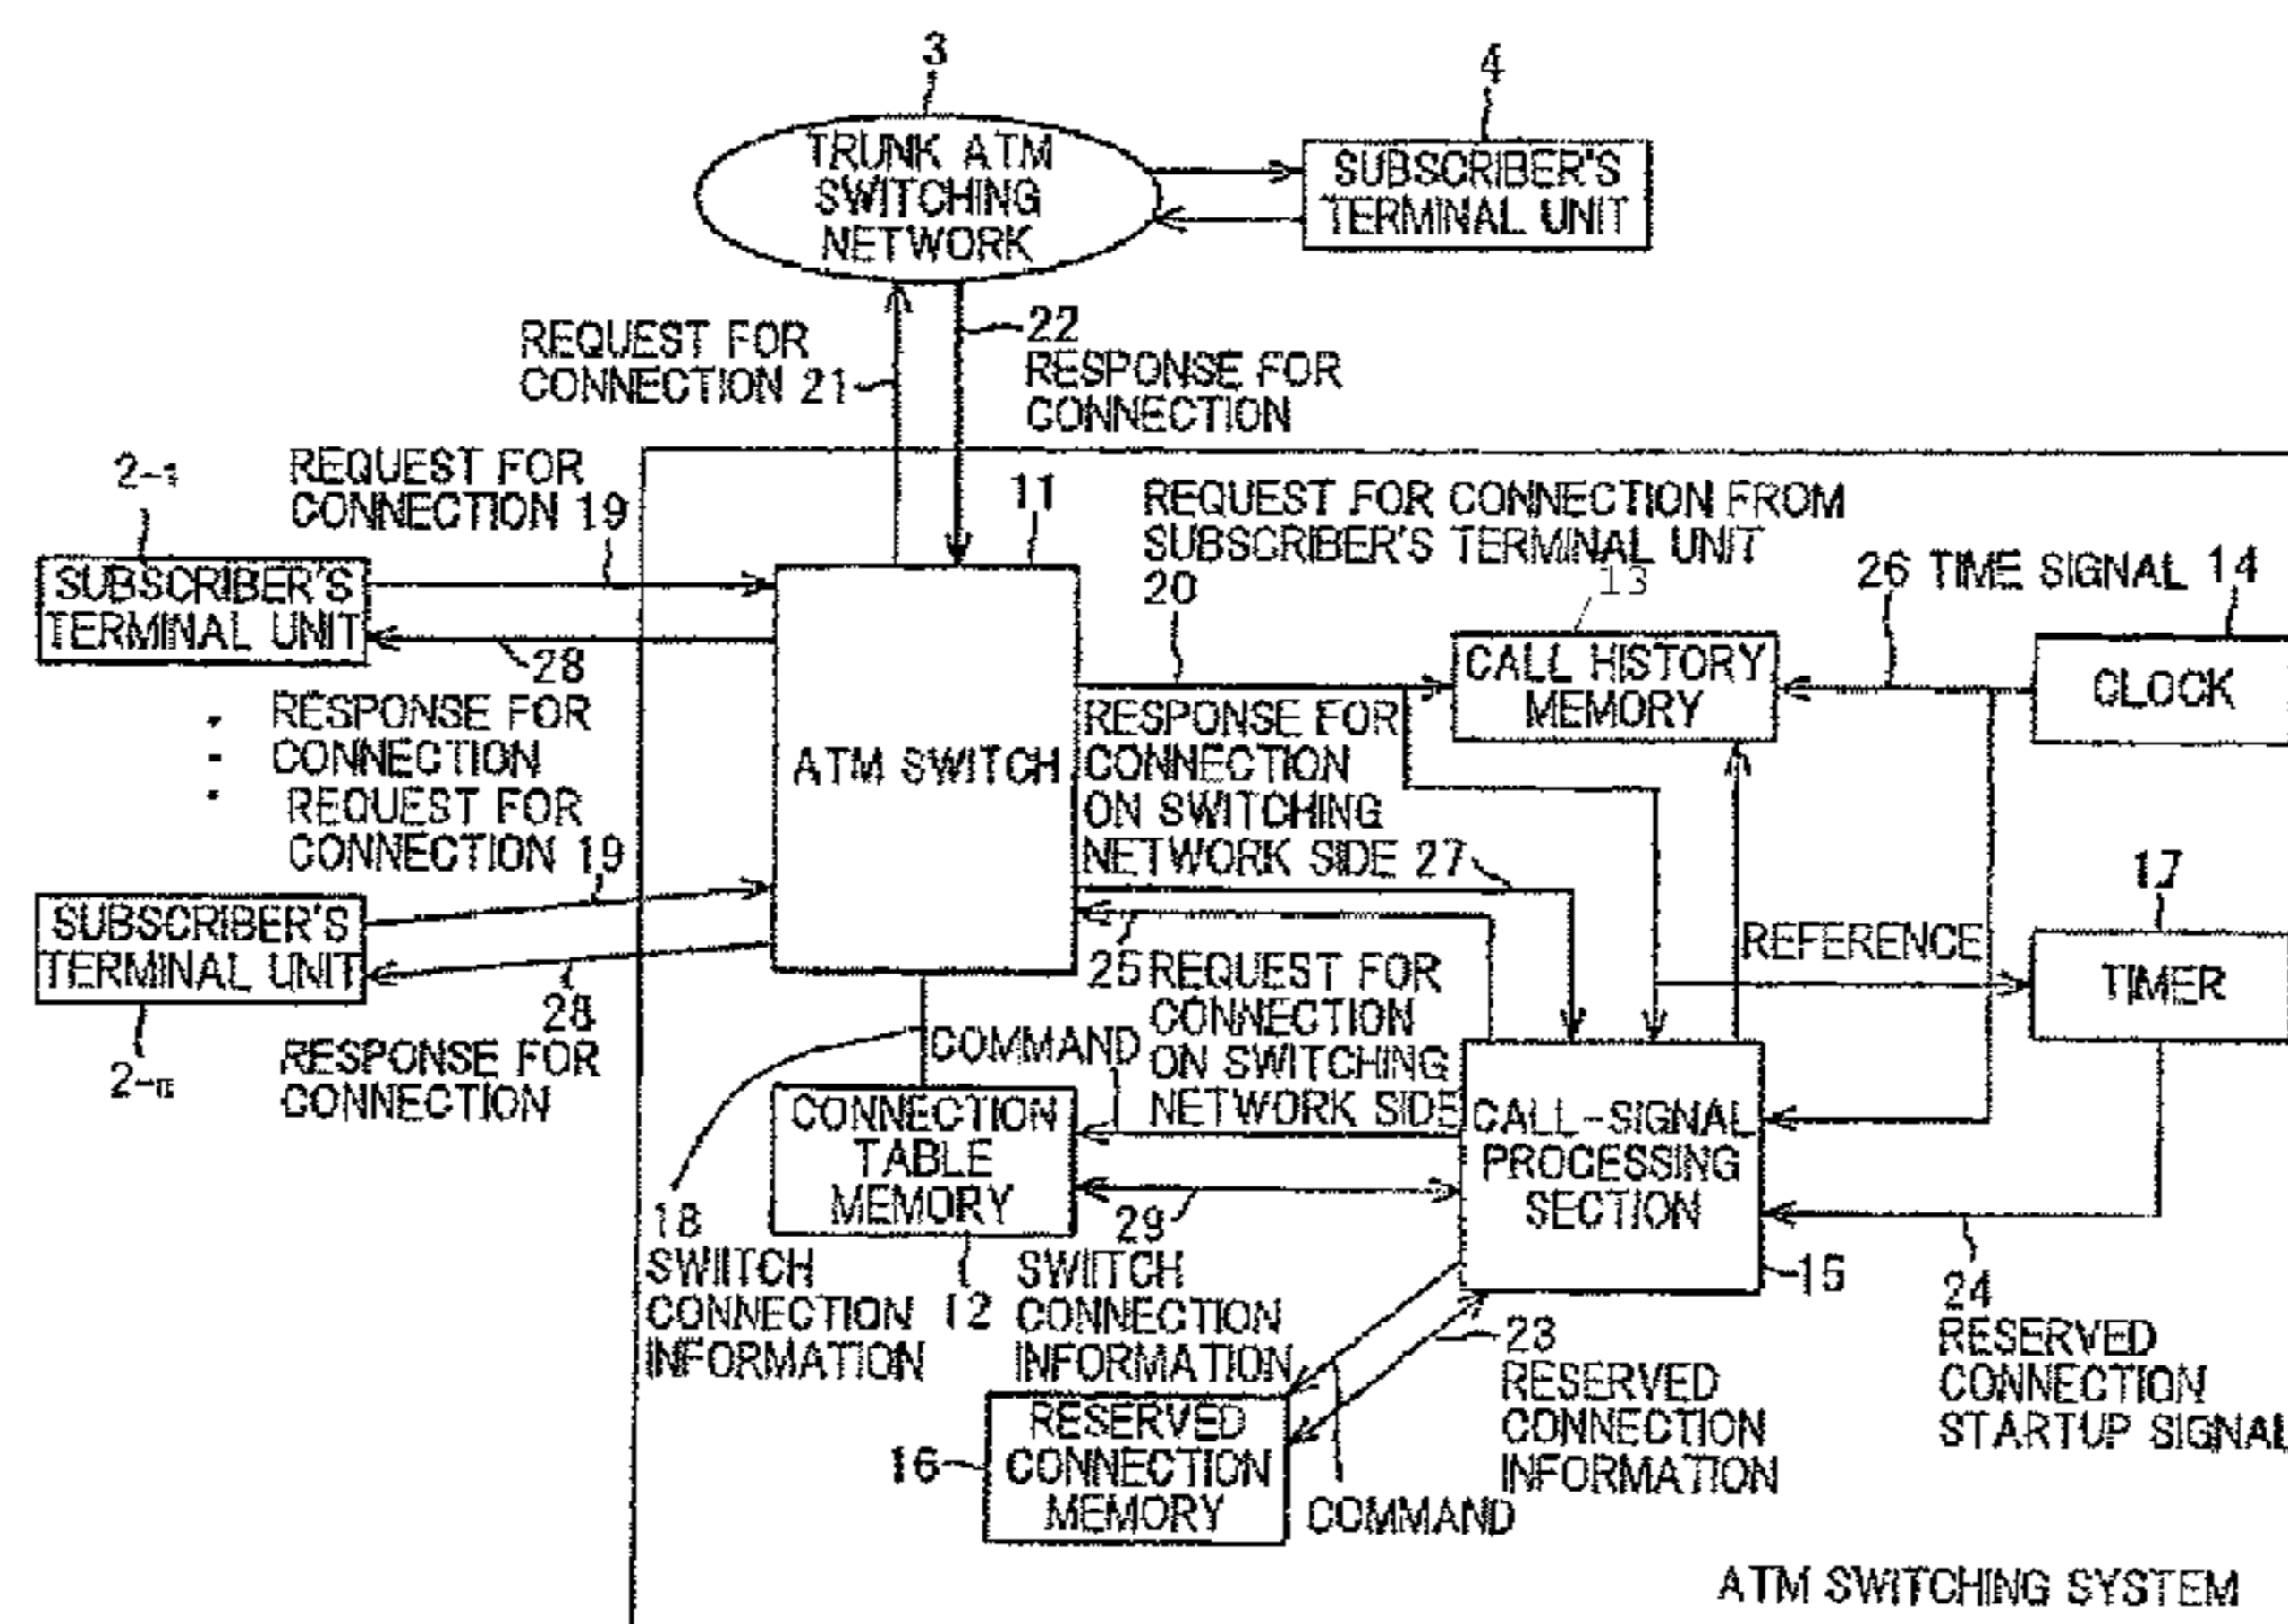 3
TRUNK ATM
SWITCHING
NETWORK
4
SUBSCRIBER'S
TERMINAL UNIT
REQUEST FOR
CONNECTION 21
22
RESPONSE FOR
CONNECTION
2-1
REQUEST FOR
CONNECTION 19
SUBSCRIBER'S
TERMINAL UNIT
28
RESPONSE FOR
CONNECTION
REQUEST FOR
CONNECTION 19
SUBSCRIBER'S
TERMINAL UNIT
2-n
28
RESPONSE FOR
CONNECTION
11
ATM SWITCH
REQUEST FOR CONNECTION FROM
SUBSCRIBER'S TERMINAL UNIT
20
13
CALL HISTORY
MEMORY
26 TIME SIGNAL 14
CLOCK
RESPONSE FOR
CONNECTION
ON SWITCHING
NETWORK SIDE 27
17
REFERENCE
TIMER
25 REQUEST FOR
CONNECTION
ON SWITCHING
NETWORK SIDE
COMMAND
CONNECTION
TABLE
MEMORY
CALL-SIGNAL
PROCESSING
SECTION
15
18
SWIITCH
CONNECTION
INFORMATION
12
29
SWIITCH
CONNECTION
INFORMATION
23
RESERVED
CONNECTION
INFORMATION
24
RESERVED
CONNECTION
STARTUP SIGNAL
16
RESERVED
CONNECTION
MEMORY
COMMAND
ATM SWITCHING SYSTEM